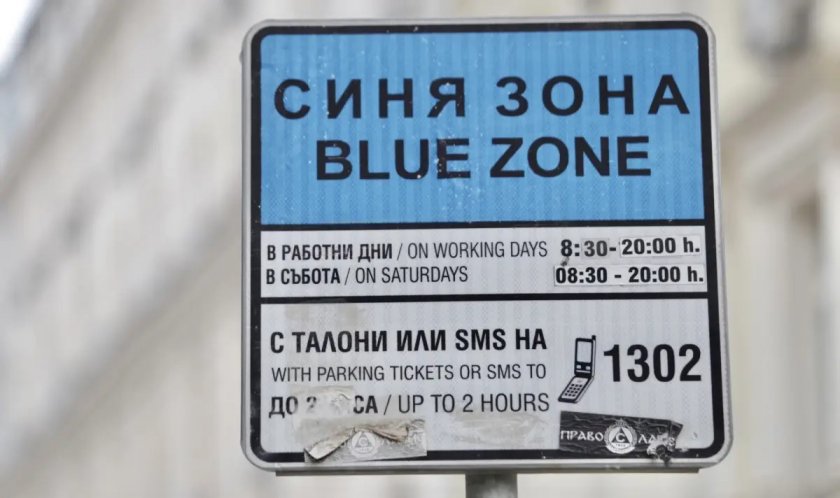 СИНЯ ЗОНА
BLUE ZONE
В РАБОТНИ ДНИ / ON WORKING DAYS 8:30-20:00 h.
В СЪБОТА / ON SATURDAYS 08:30 - 20:00 h.
С ТАЛОНИ ИЛИ SMS НА 1302
WITH PARKING TICKETS OR SMS TO
ДО / UP TO 2 HOURS
ПРАВО